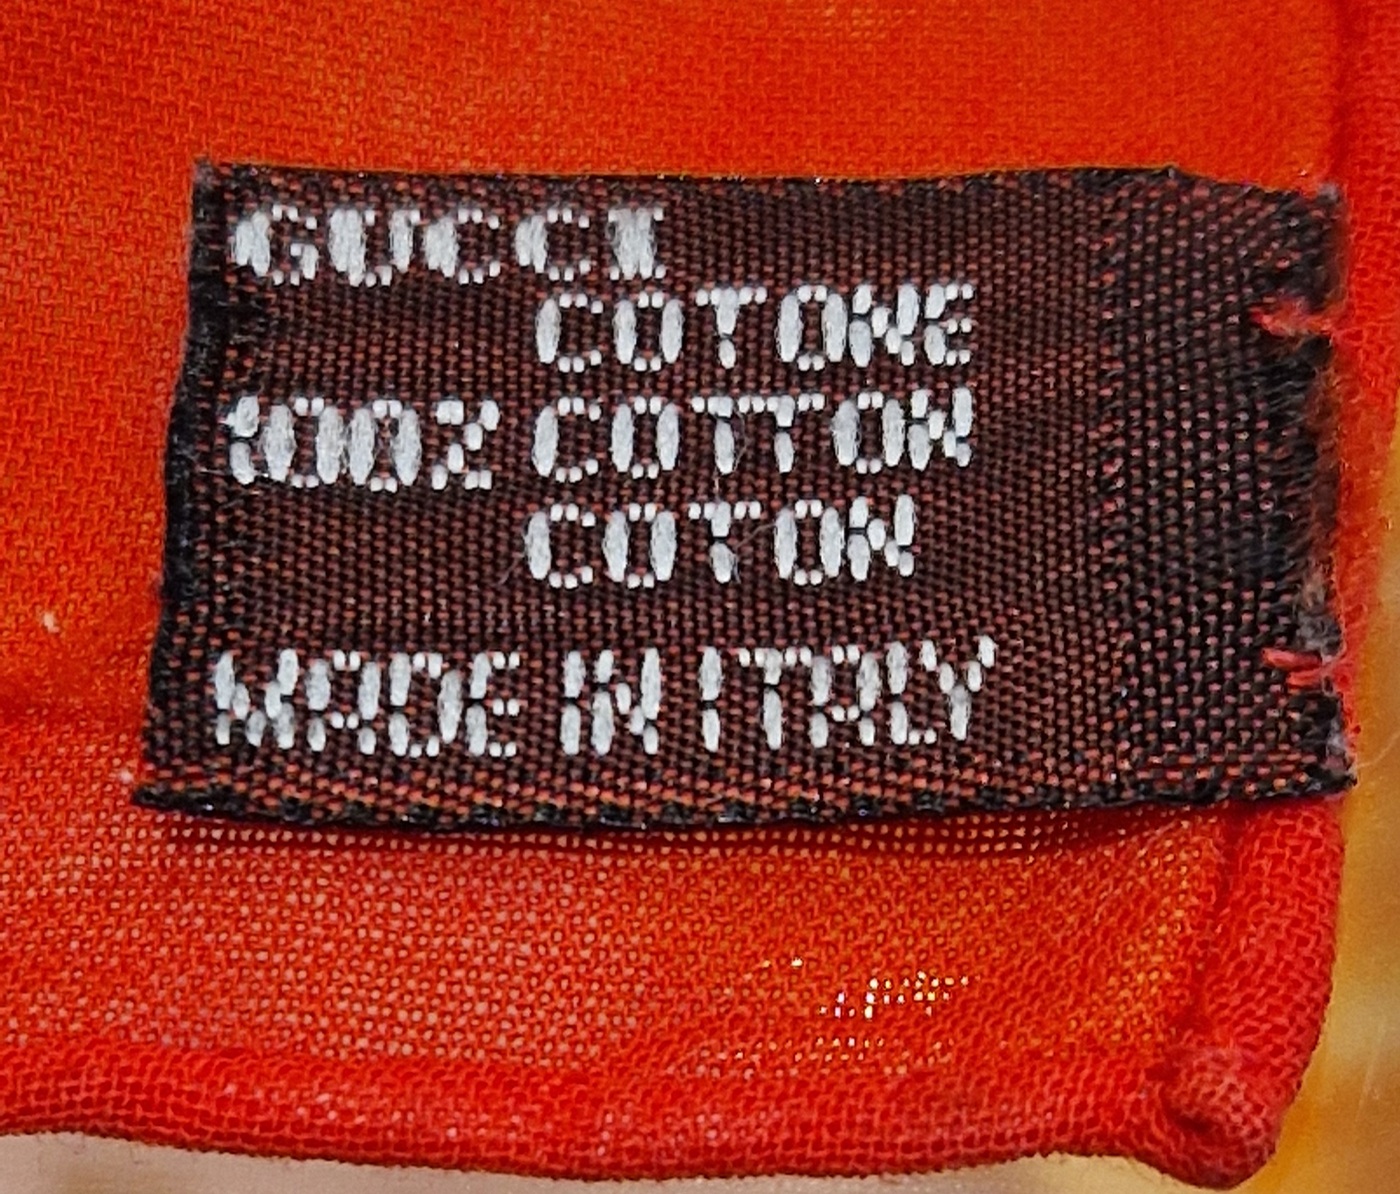 GUCCI
COTONE
100% COTTON
COTON
MADE IN ITALY